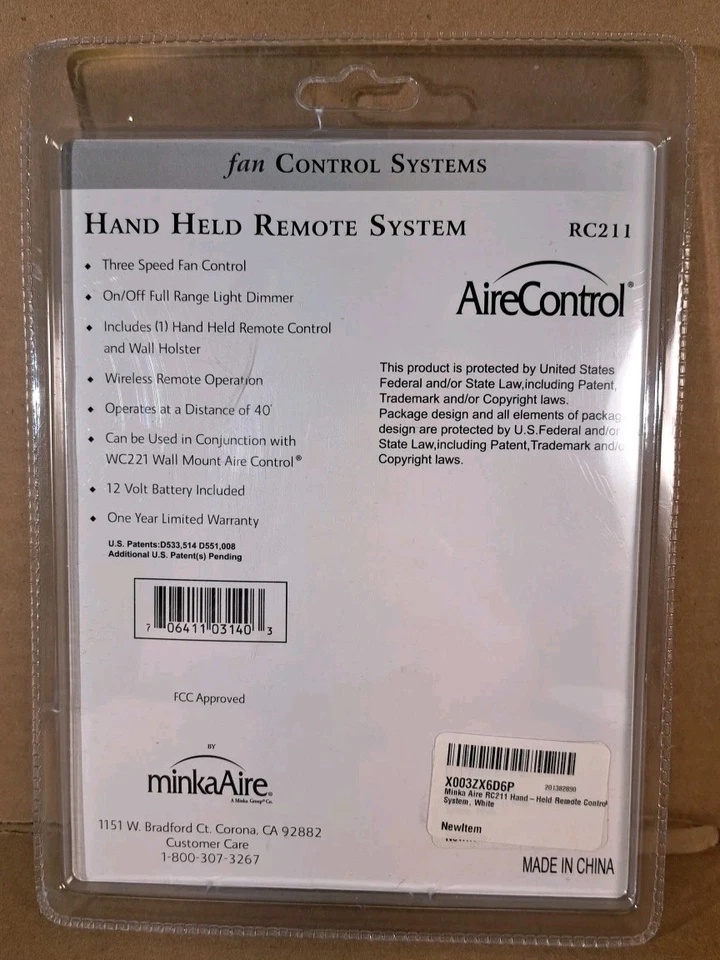 fan CONTROL SYSTEMS
HAND HELD REMOTE SYSTEM
RC211
◆ Three Speed Fan Control
◆ On/Off Full Range Light Dimmer
◆ Includes (1) Hand Held Remote Control
and Wall Holster
◆ Wireless Remote Operation
◆ Operates at a Distance of 40'
◆ Can be Used in Conjunction with
WC221 Wall Mount Aire Control®
◆ 12 Volt Battery Included
◆ One Year Limited Warranty
U.S. Patents:D533,514 D551,008
Additional U.S. Patent(s) Pending
AireControl®
This product is protected by United States
Federal and/or State Law,including Patent,
Trademark and/or Copyright laws.
Package design and all elements of packag
design are protected by U.S.Federal and/or
State Law,including Patent,Trademark and/o
Copyright laws.
7 06411 03140 3
FCC Approved
BY
minkaAire®
A Minka Group® Co.
1151 W. Bradford Ct. Corona, CA 92882
Customer Care
1-800-307-3267
X003ZX6D6P
201382890
Minka Aire RC211 Hand - Held Remote Control
System, White
NewItem
MADE IN CHINA